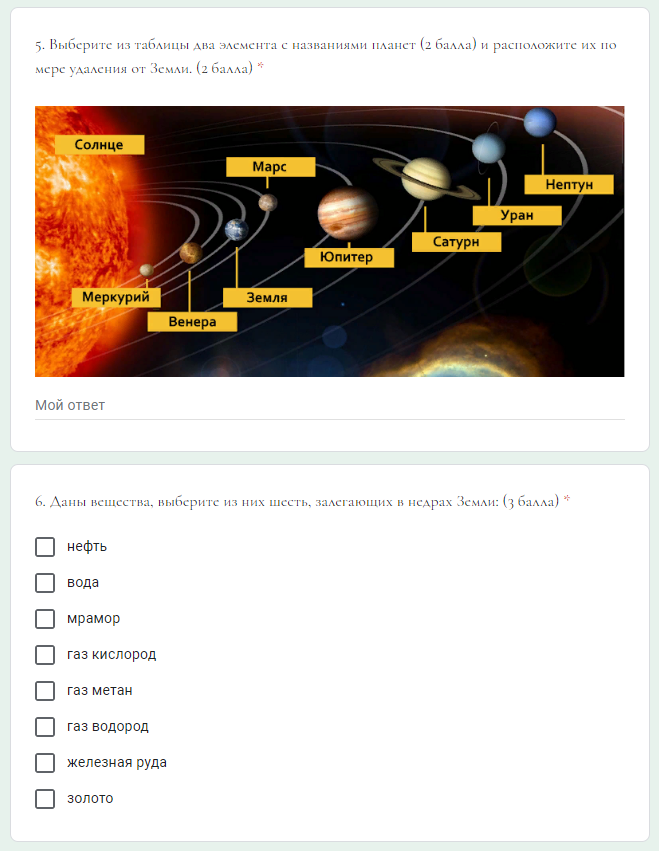 5. Выберите из таблицы два элемента с названиями планет (2 балла) и расположите их по
мере удаления от Земли. (2 балла) *
Солнце
Марс
Нептун
Уран
Сатурн
Юпитер
Меркурий
Земля
Венера
Мой ответ
6. Даны вещества, выберите из них шесть, залегающих в недрах Земли: (3 балла) *
нефть
вода
мрамор
газ кислород
газ метан
газ водород
железная руда
золото